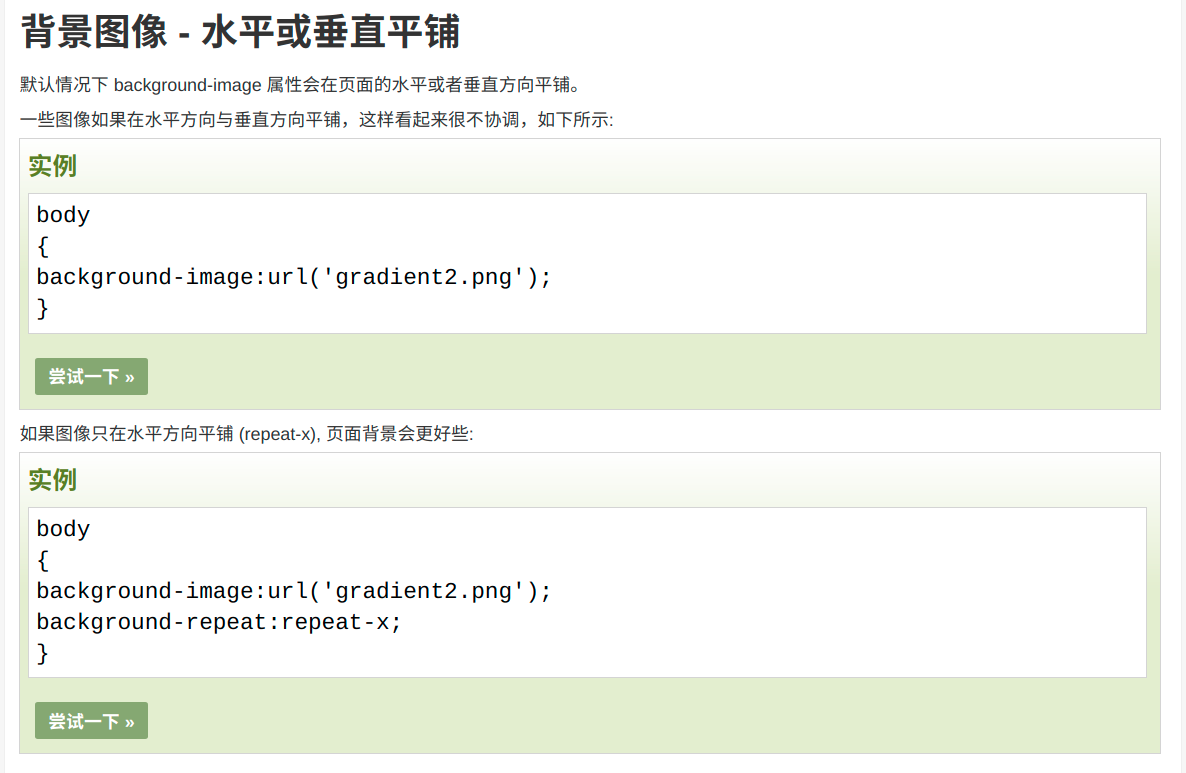 背景图像 - 水平或垂直平铺
默认情况下 background-image 属性会在页面的水平或者垂直方向平铺。
一些图像如果在水平方向与垂直方向平铺，这样看起来很不协调，如下所示:
实例
body
{
background-image:url('gradient2.png');
}
尝试一下 »
如果图像只在水平方向平铺 (repeat-x), 页面背景会更好些:
实例
body
{
background-image:url('gradient2.png');
background-repeat:repeat-x;
}
尝试一下 »